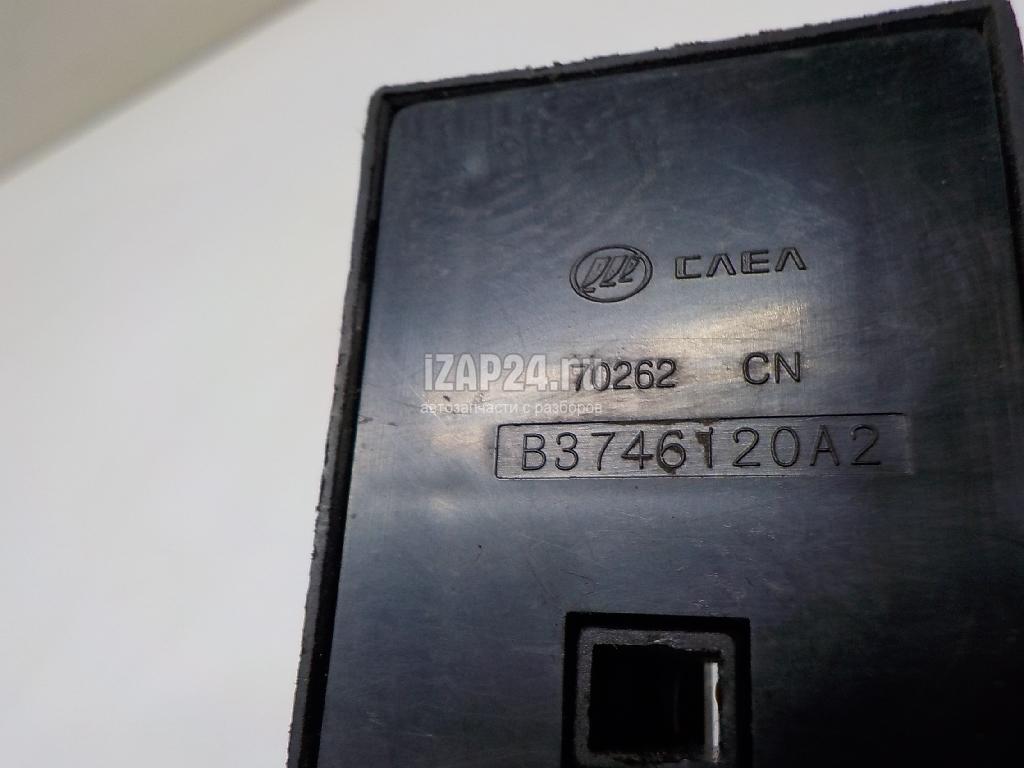 CAEA
70262 CN
iZAP24.ru
автозапчасти с разборов
B3746120A2